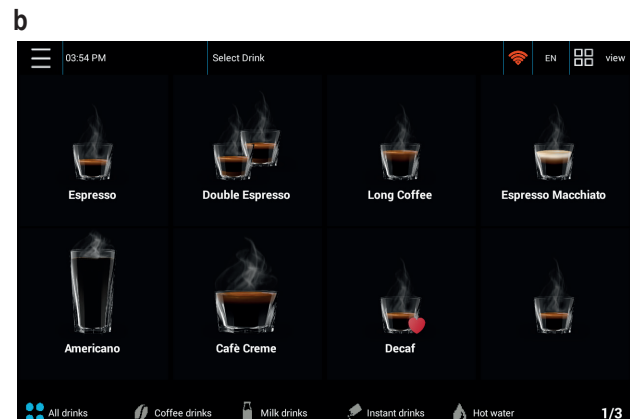 b
03:54 PM Select Drink EN view
Espresso Double Espresso Long Coffee Espresso Macchiato
Americano Cafè Creme Decaf
All drinks Coffee drinks Milk drinks Instant drinks Hot water 1/3